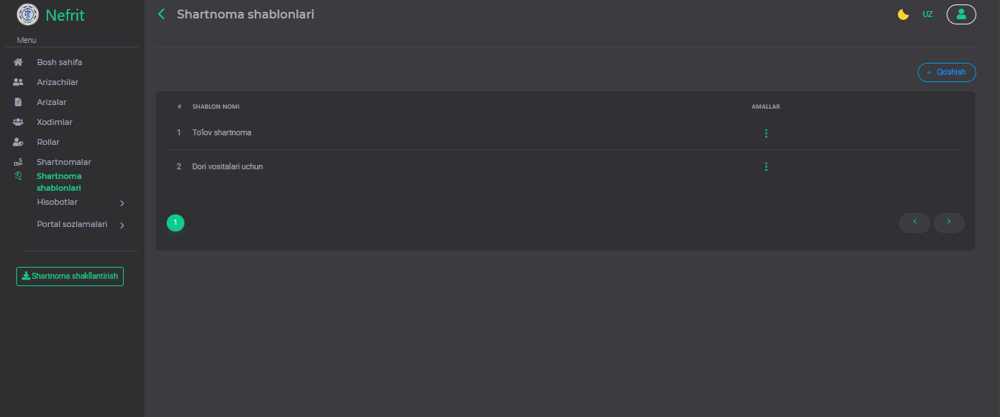 Nefrit
Shartnoma shablonlari
UZ
Menu
Bosh sahifa
Arizachilar
Arizalar
Xodimlar
Rollar
Shartnomalar
Shartnoma
shablonlari
Hisobotlar
Portal sozlamalari
Shartnoma shakllantirish
+ Qo'shish
# SHABLON NOMI AMALLAR
1 To'lov shartnoma
2 Dori vositalari uchun
1